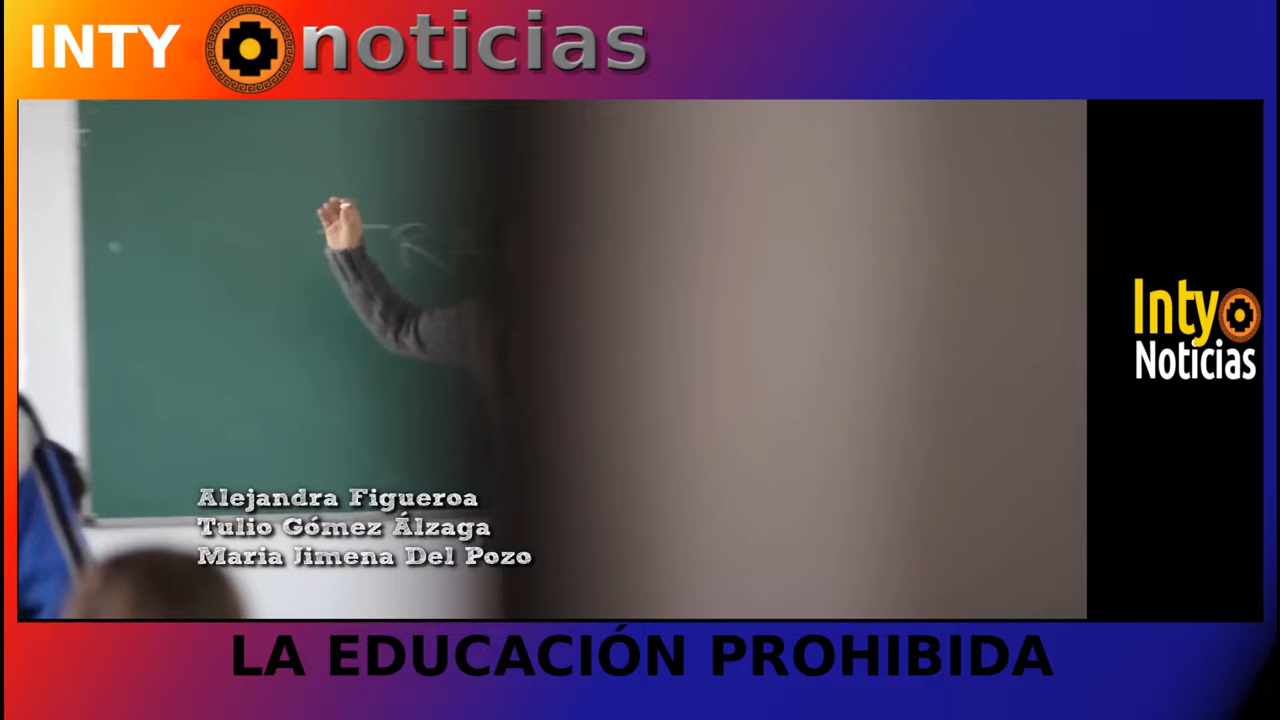 INTY noticias
Inty
Noticias
Alejandra Figueroa
Tulio Gómez Álzaga
Maria Jimena Del Pozo
LA EDUCACIÓN PROHIBIDA